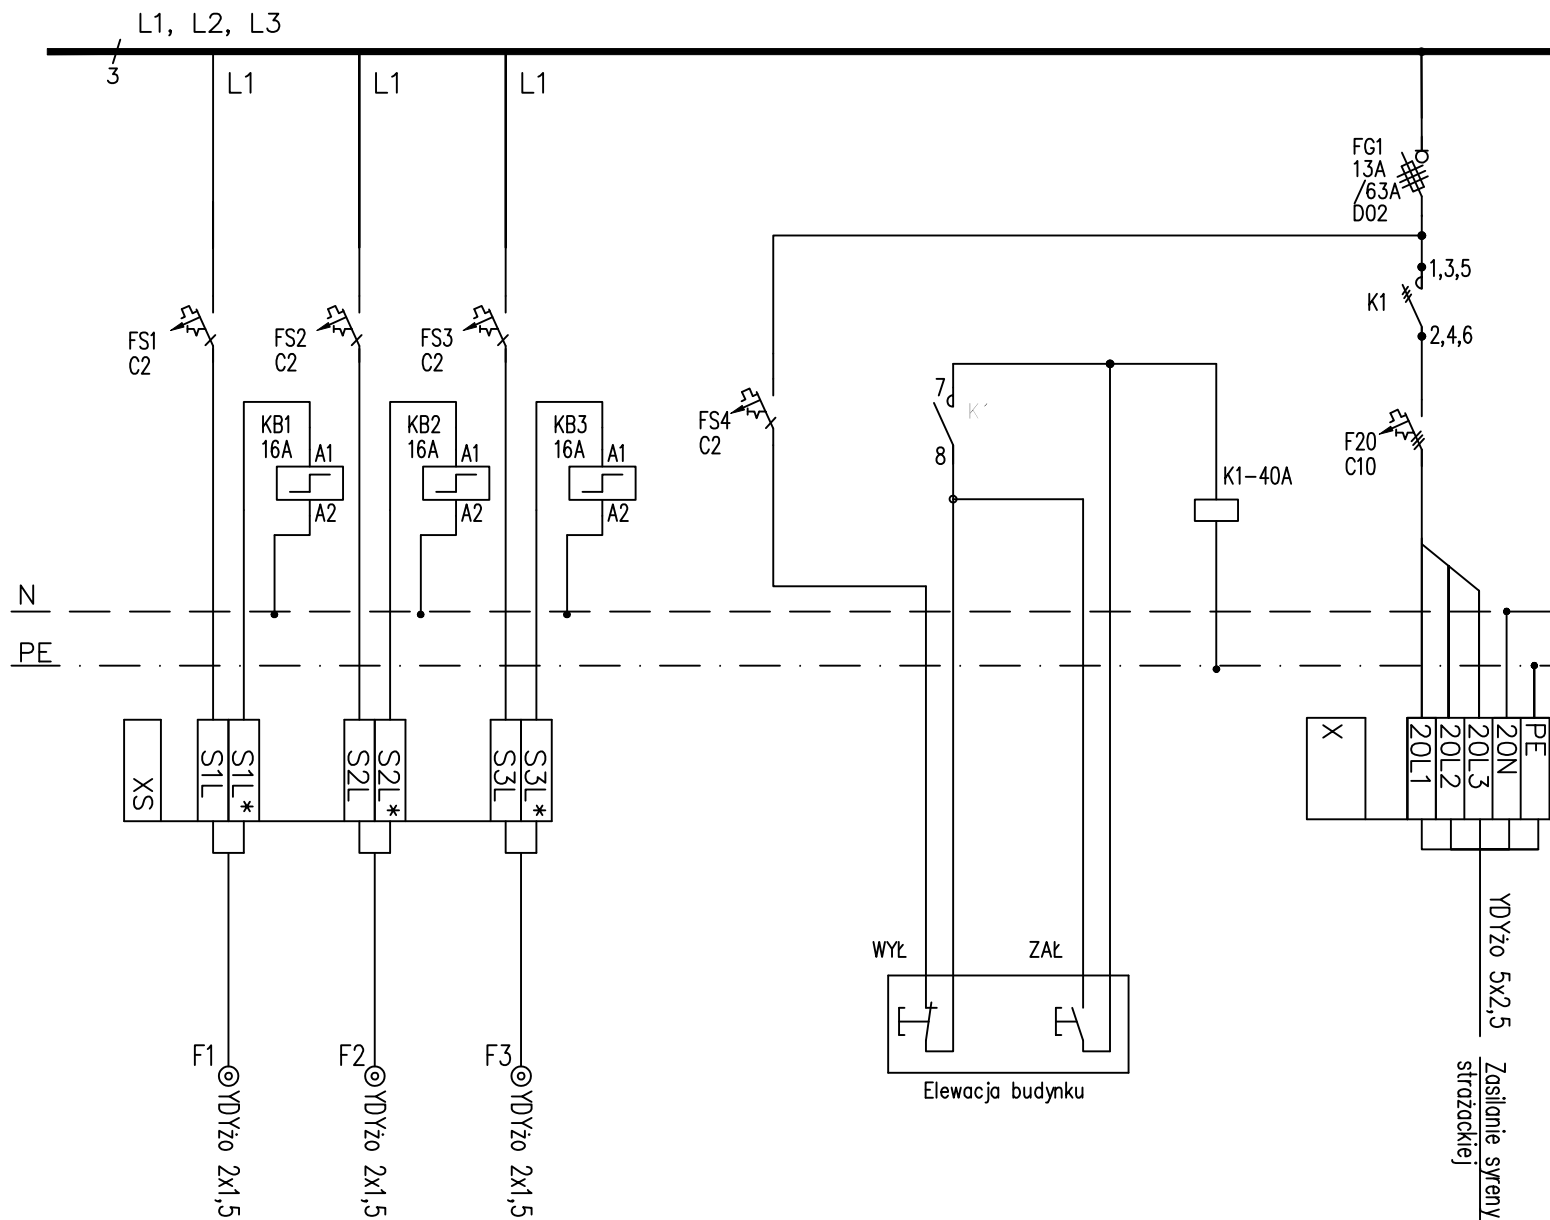 L1, L2, L3
3
L1
L1
L1
FG1
13A
/63A
D02
1,3,5
K1
2,4,6
FS1
C2
FS2
C2
FS3
C2
FS4
C2
7
8
F20
C10
KB1
16A
A1
A2
KB2
16A
A1
A2
KB3
16A
A1
A2
K1-40A
N
PE
XS
S1L
S1L*
S2L
S2L*
S3L
S3L*
X
20L1
20L2
20L3
20N
PE
WYŁ
ZAŁ
Elewacja budynku
YDYżo 5x2,5
Zasilanie syreny
strażackiej
F1
YDYżo 2x1,5
F2
YDYżo 2x1,5
F3
YDYżo 2x1,5